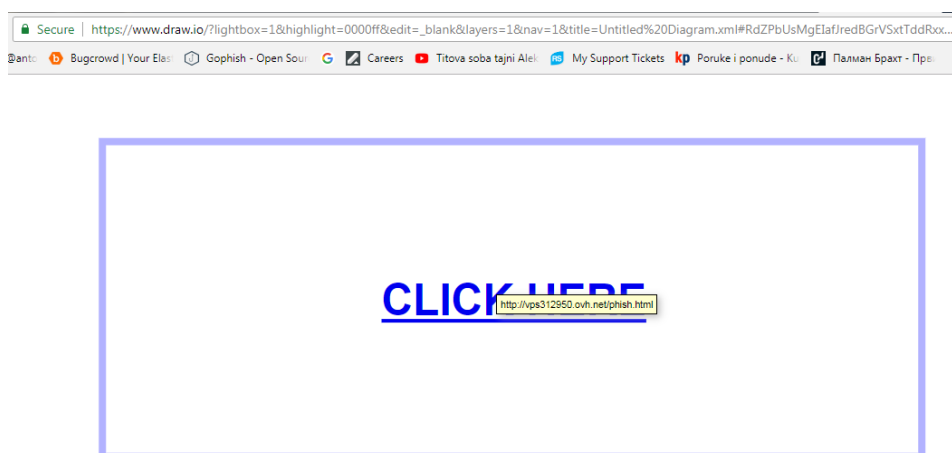 Secure | https://www.draw.io/?lightbox=1&highlight=0000ff&edit=_blank&layers=1&nav=1&title=Untitled%20Diagram.xml#RdZPbUsMgEIafJredBGrVSxtTddRxx...
Bugcrowd | Your Elas Gophish - Open Sour Careers Titova soba tajni Alek My Support Tickets Poruke i ponude - Ku Палман Брахт - Прв
CLICK HERE
http://vps312950.ovh.net/phish.html